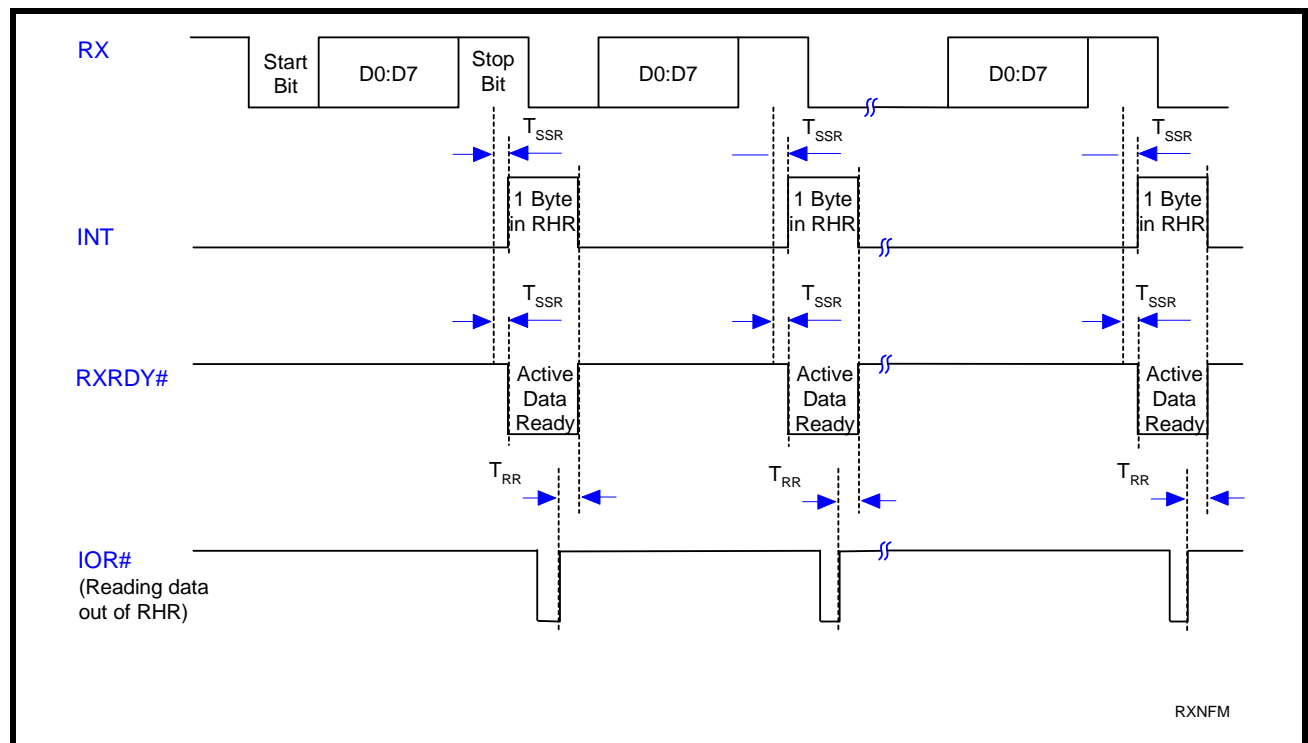 RX
Start
Bit
D0:D7
Stop
Bit
D0:D7
D0:D7
TSSR
TSSR
TSSR
INT
1 Byte
in RHR
1 Byte
in RHR
1 Byte
in RHR
TSSR
TSSR
TSSR
RXRDY#
Active
Data
Ready
Active
Data
Ready
Active
Data
Ready
TRR
TRR
TRR
IOR#
(Reading data
out of RHR)
RXNFM